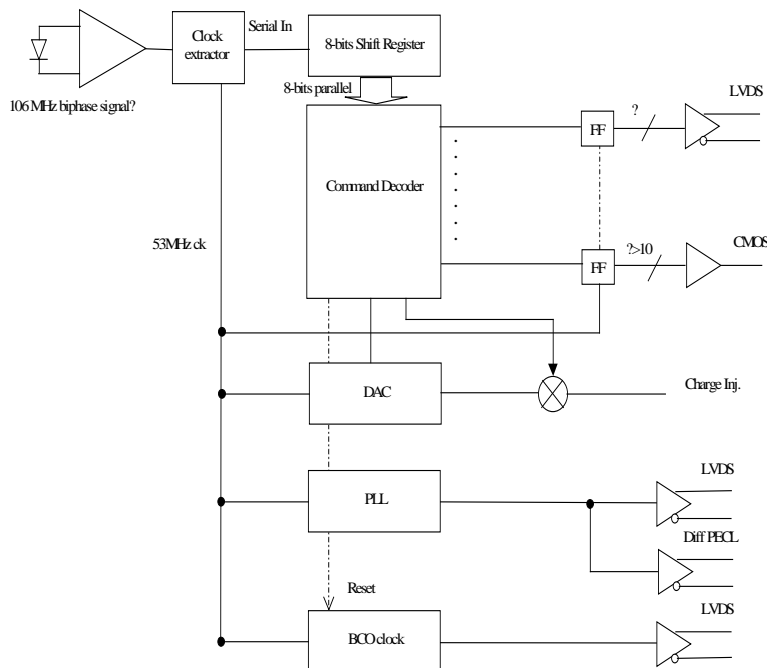 Clock
extractor
Serial In
8-bits Shift Register
106 MHz biphase signal?
8-bits parallel
Command Decoder
FF
?
LVDS
53MHz ck
FF
?>10
CMOS
DAC
Charge Inj.
PLL
LVDS
Diff PECL
Reset
BCO clock
LVDS